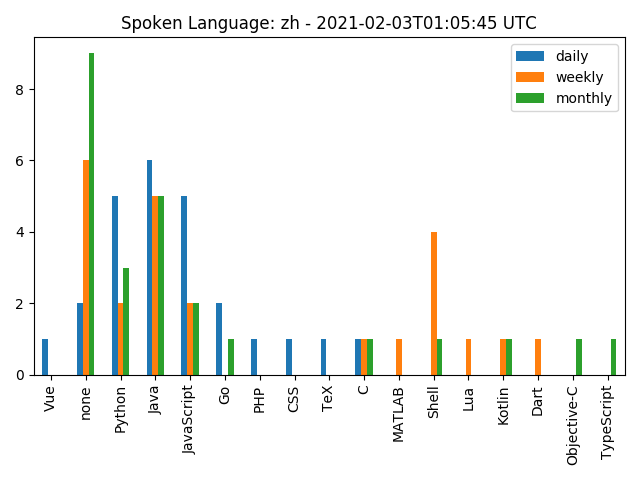 Spoken Language: zh - 2021-02-03T01:05:45 UTC
daily
weekly
monthly
8
6
4
2
0
Vue
none
Python
Java
JavaScript
Go
PHP
CSS
TeX
C
MATLAB
Shell
Lua
Kotlin
Dart
Objective-C
TypeScript